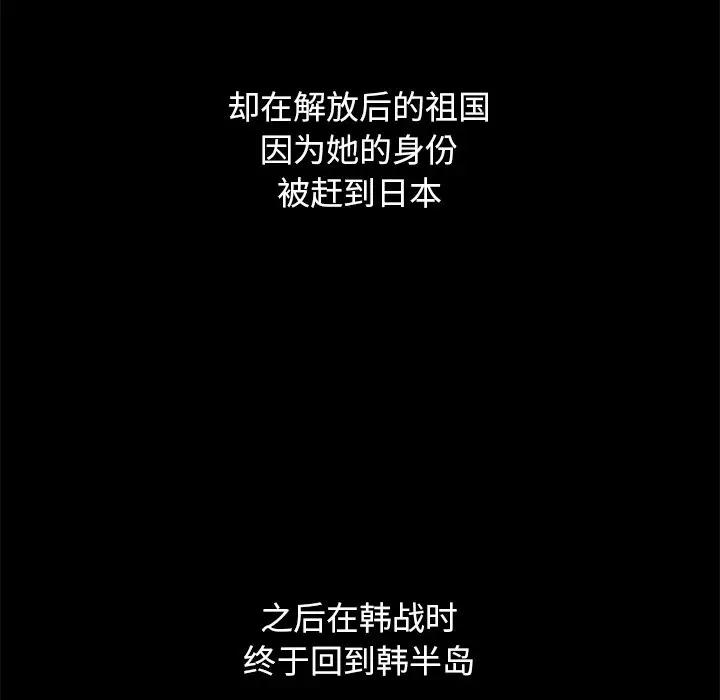 却在解放后的祖国
因为她的身份
被赶到日本
之后在韩战时
终于回到韩半岛